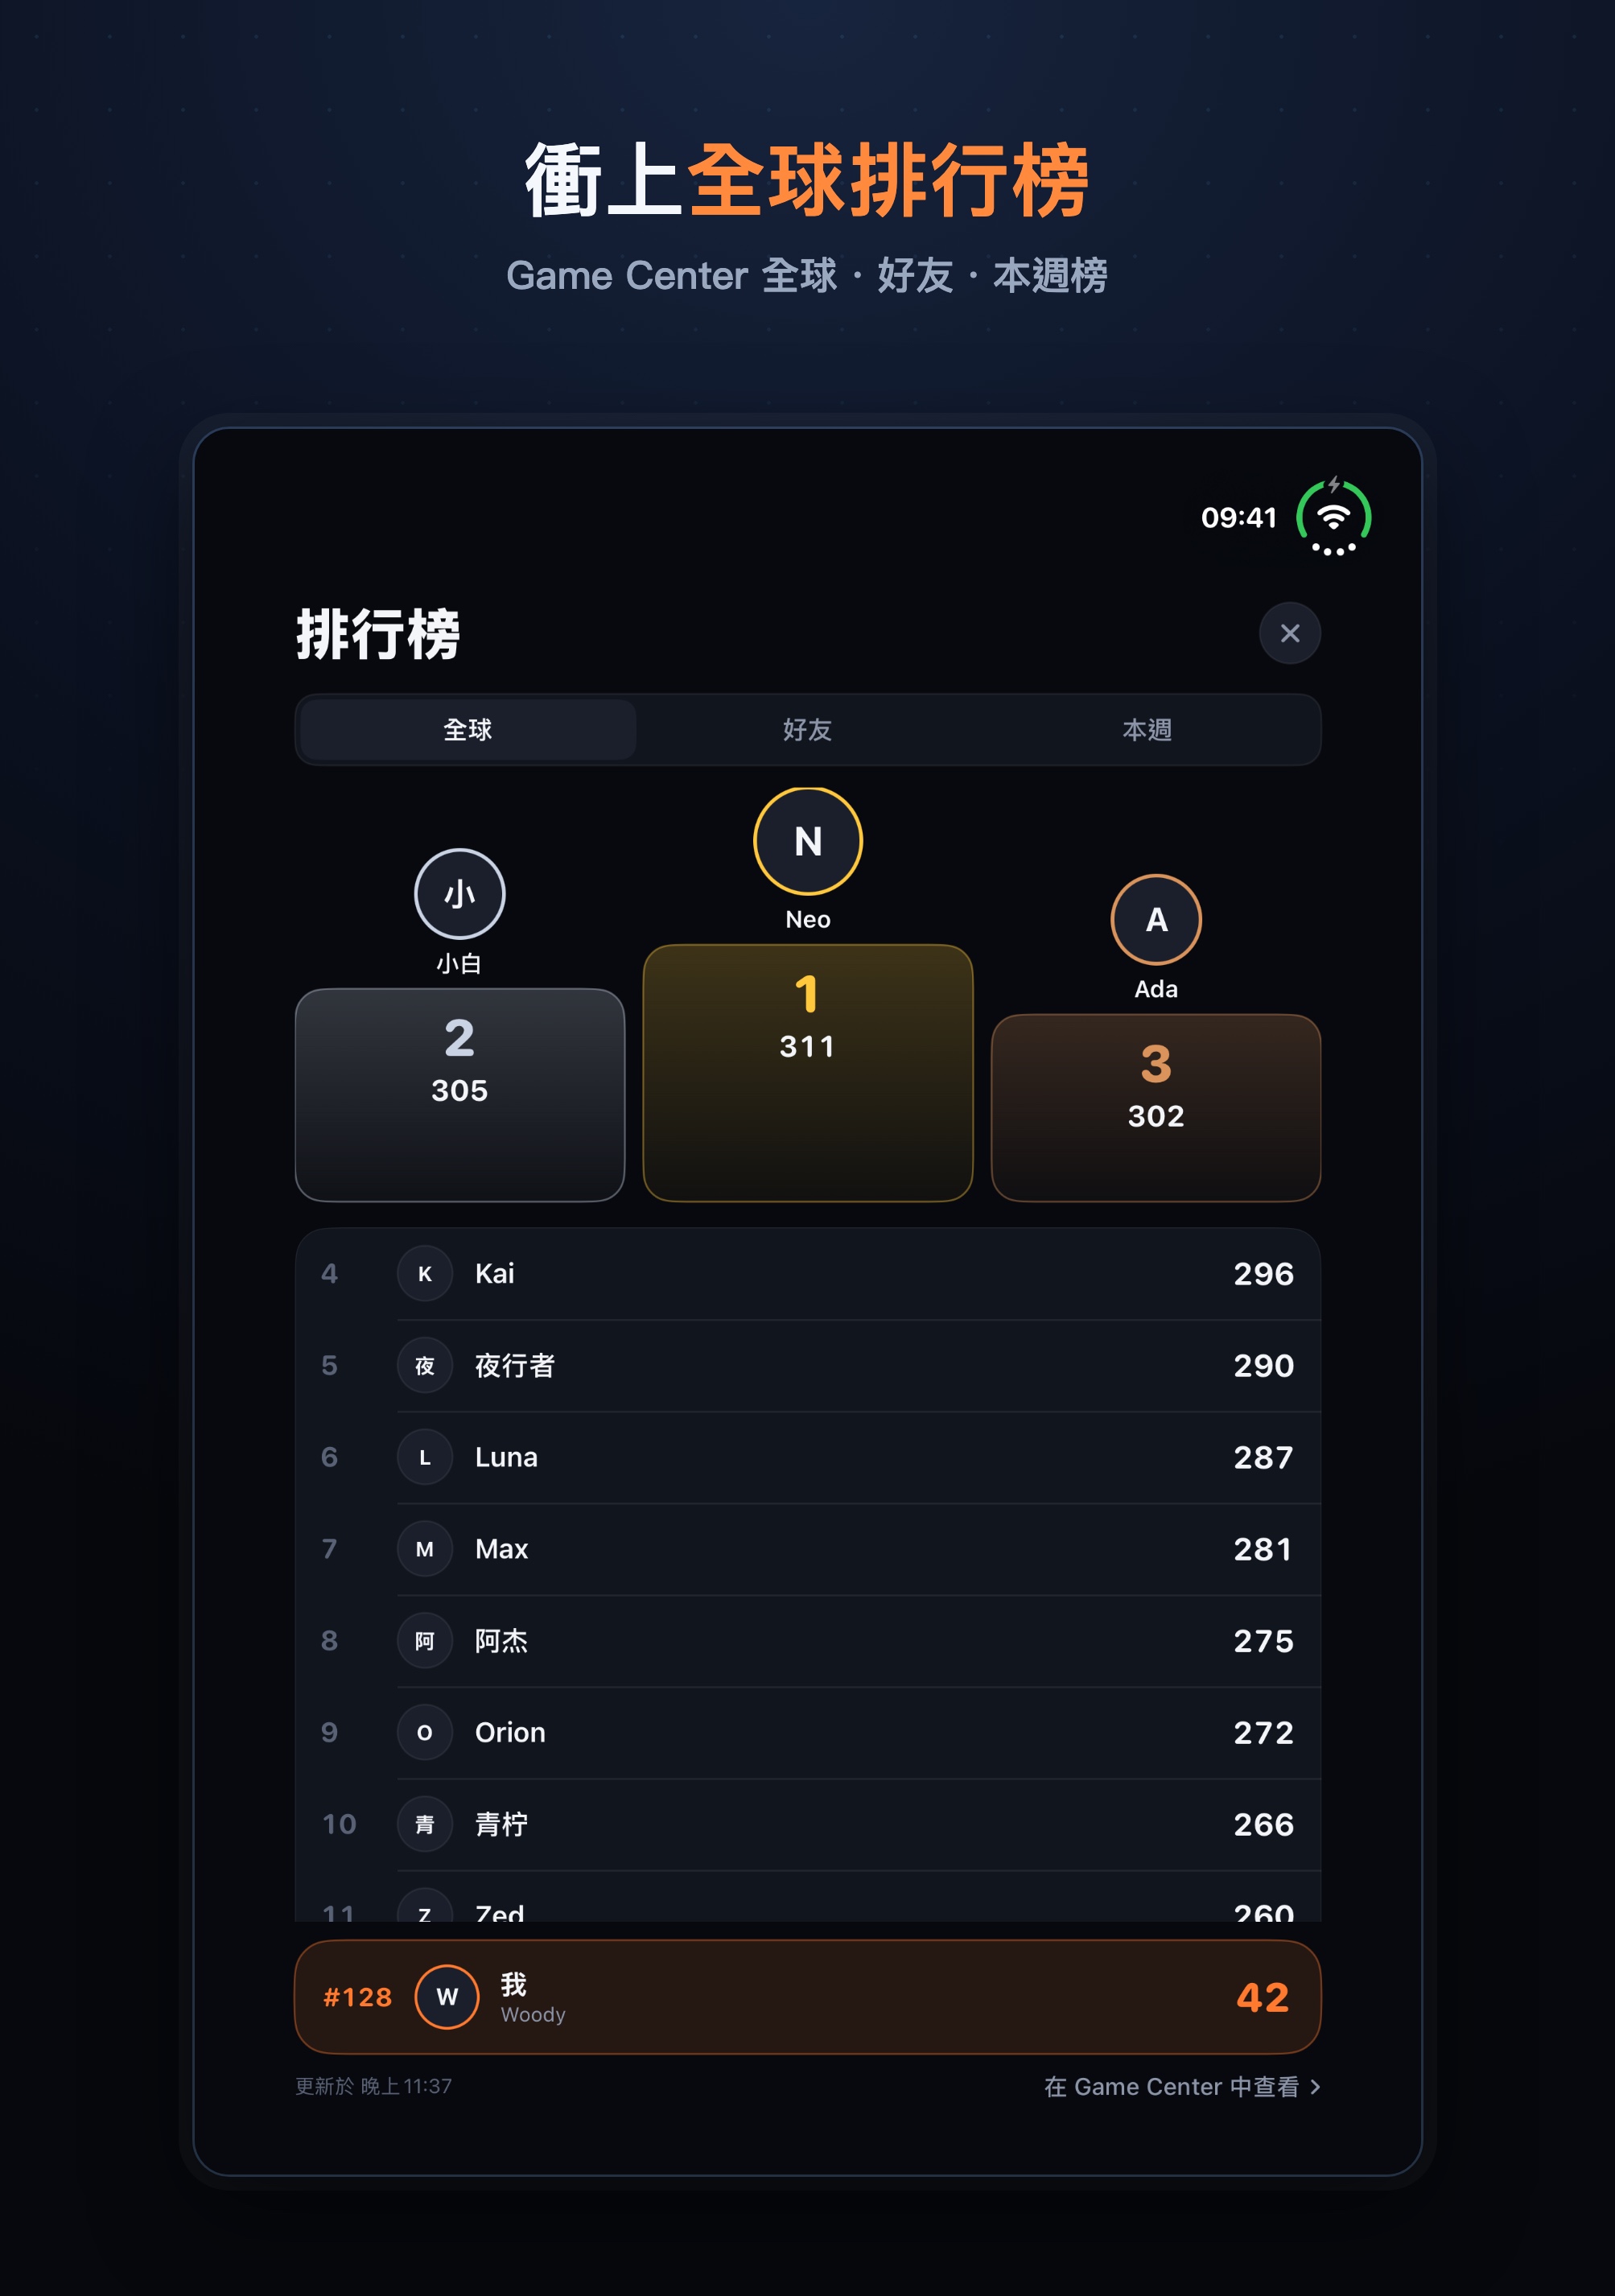 衝上全球排行榜
Game Center 全球 · 好友 · 本週榜
09:41
排行榜
全球 好友 本週
N
Neo
小
小白
A
Ada
1
311
2
305
3
302
4 K Kai 296
5 夜 夜行者 290
6 L Luna 287
7 M Max 281
8 阿 阿杰 275
9 O Orion 272
10 青 青柠 266
11 Z Zed 260
#128 W 我 42
Woody
更新於 晚上 11:37 在 Game Center 中查看